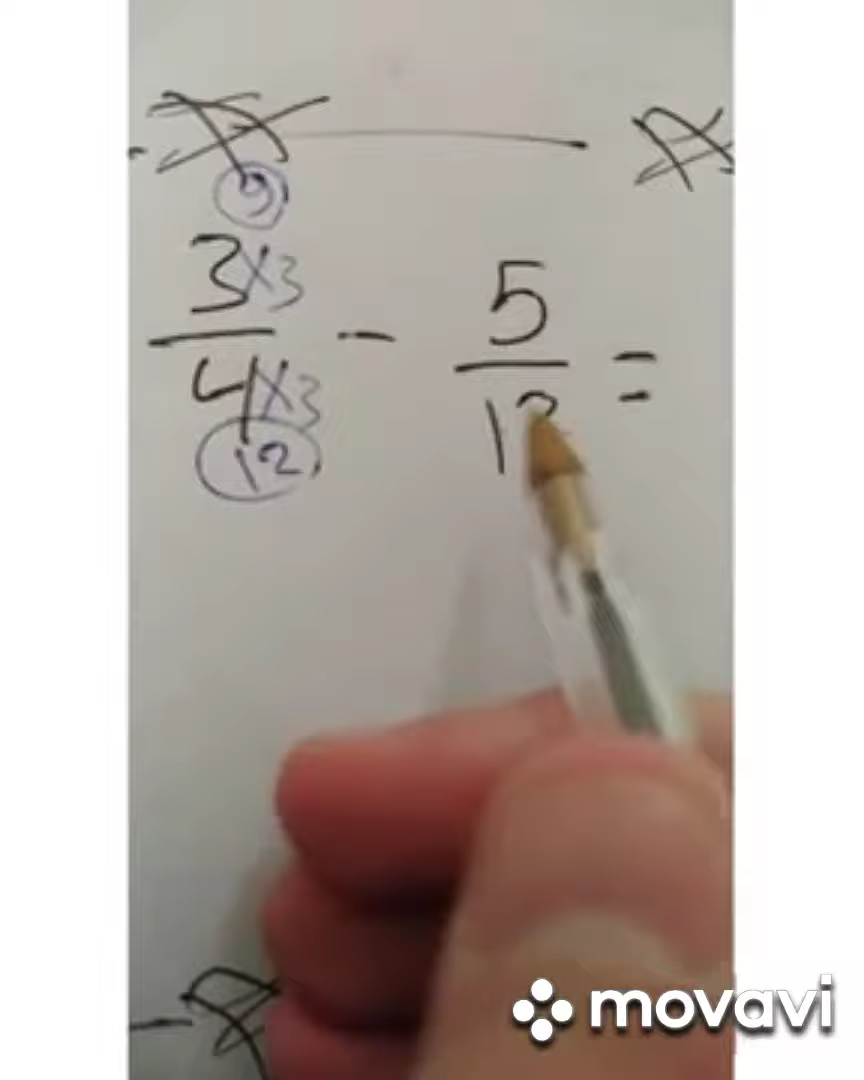 9
3x3 5
— - — =
4x3 12
12
movavi